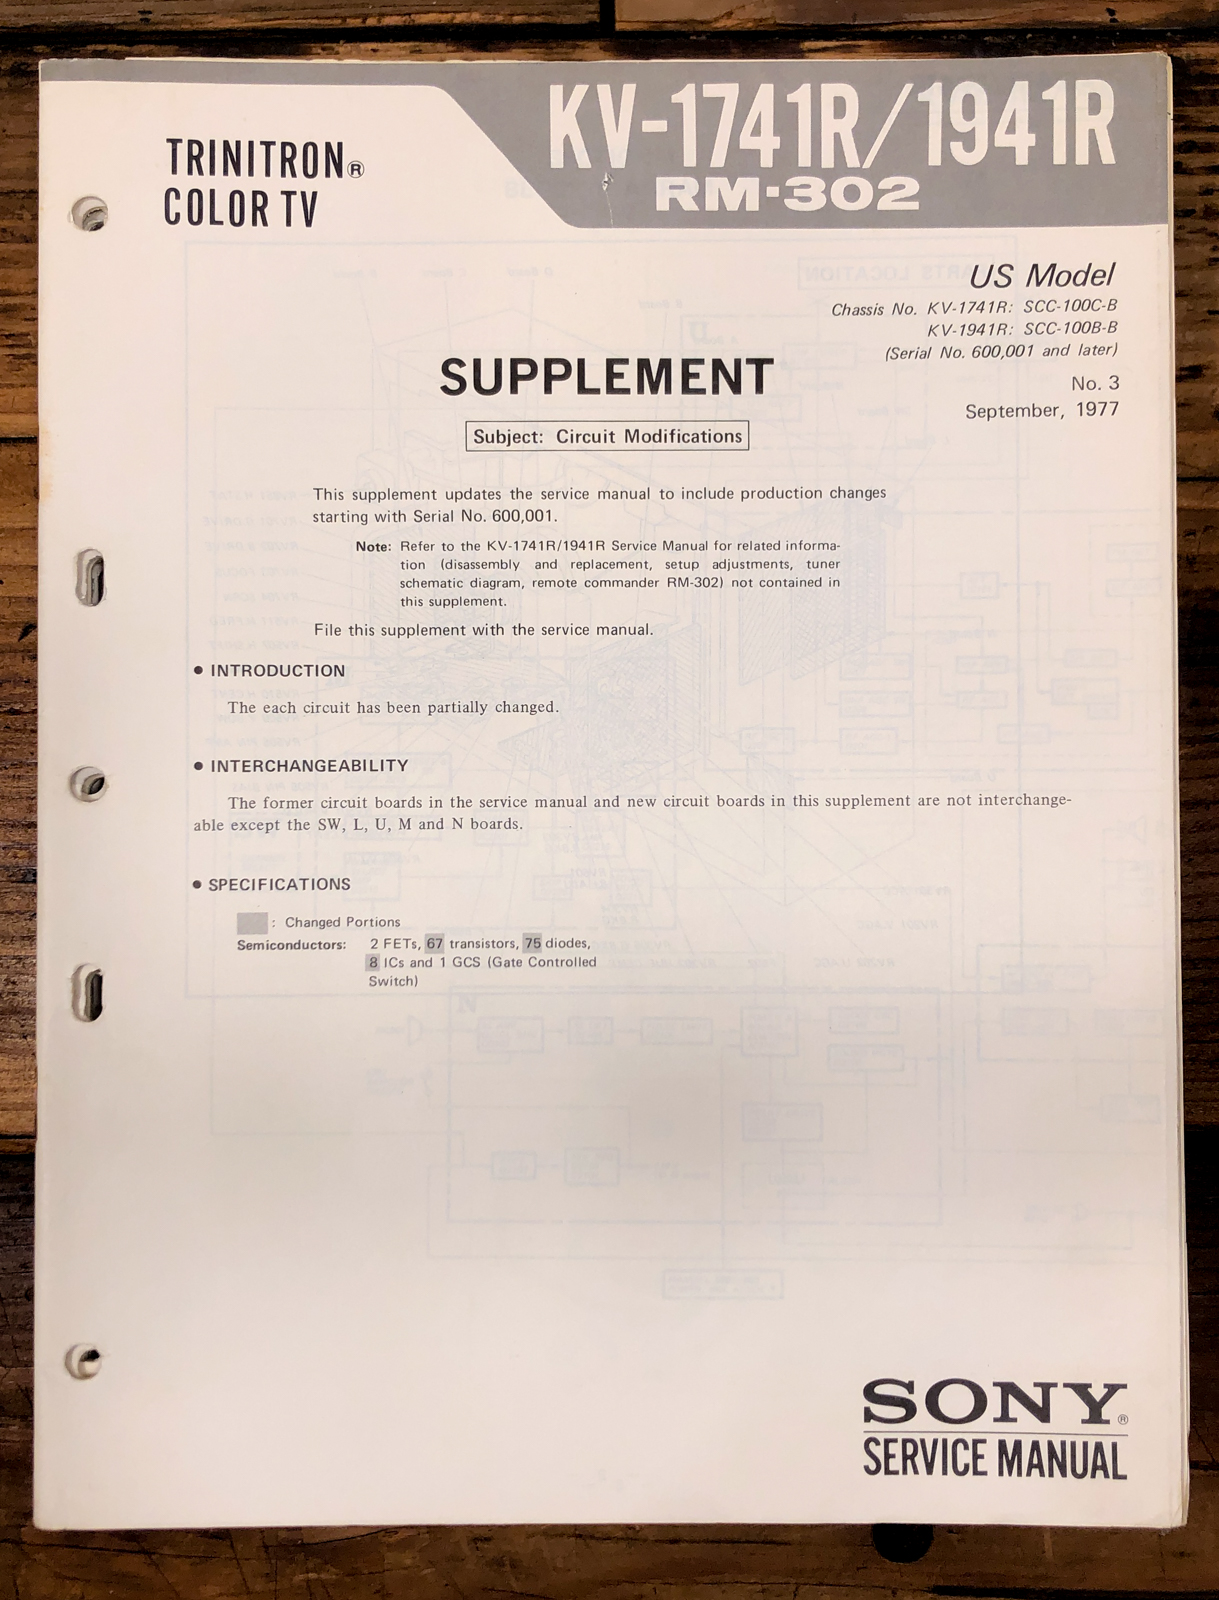 KV-1741R/1941R
RM-302
TRINITRON®
COLOR TV
US Model
Chassis No. KV-1741R: SCC-100C-B
KV-1941R: SCC-100B-B
(Serial No. 600,001 and later)
No. 3
September, 1977
SUPPLEMENT
Subject: Circuit Modifications
This supplement updates the service manual to include production changes
starting with Serial No. 600,001.
Note: Refer to the KV-1741R/1941R Service Manual for related informa-
tion (disassembly and replacement, setup adjustments, tuner
schematic diagram, remote commander RM-302) not contained in
this supplement.
File this supplement with the service manual.
• INTRODUCTION
The each circuit has been partially changed.
• INTERCHANGEABILITY
The former circuit boards in the service manual and new circuit boards in this supplement are not interchange-
able except the SW, L, U, M and N boards.
• SPECIFICATIONS
: Changed Portions
Semiconductors: 2 FETs, 67 transistors, 75 diodes,
8 ICs and 1 GCS (Gate Controlled
Switch)
SONY®
SERVICE MANUAL